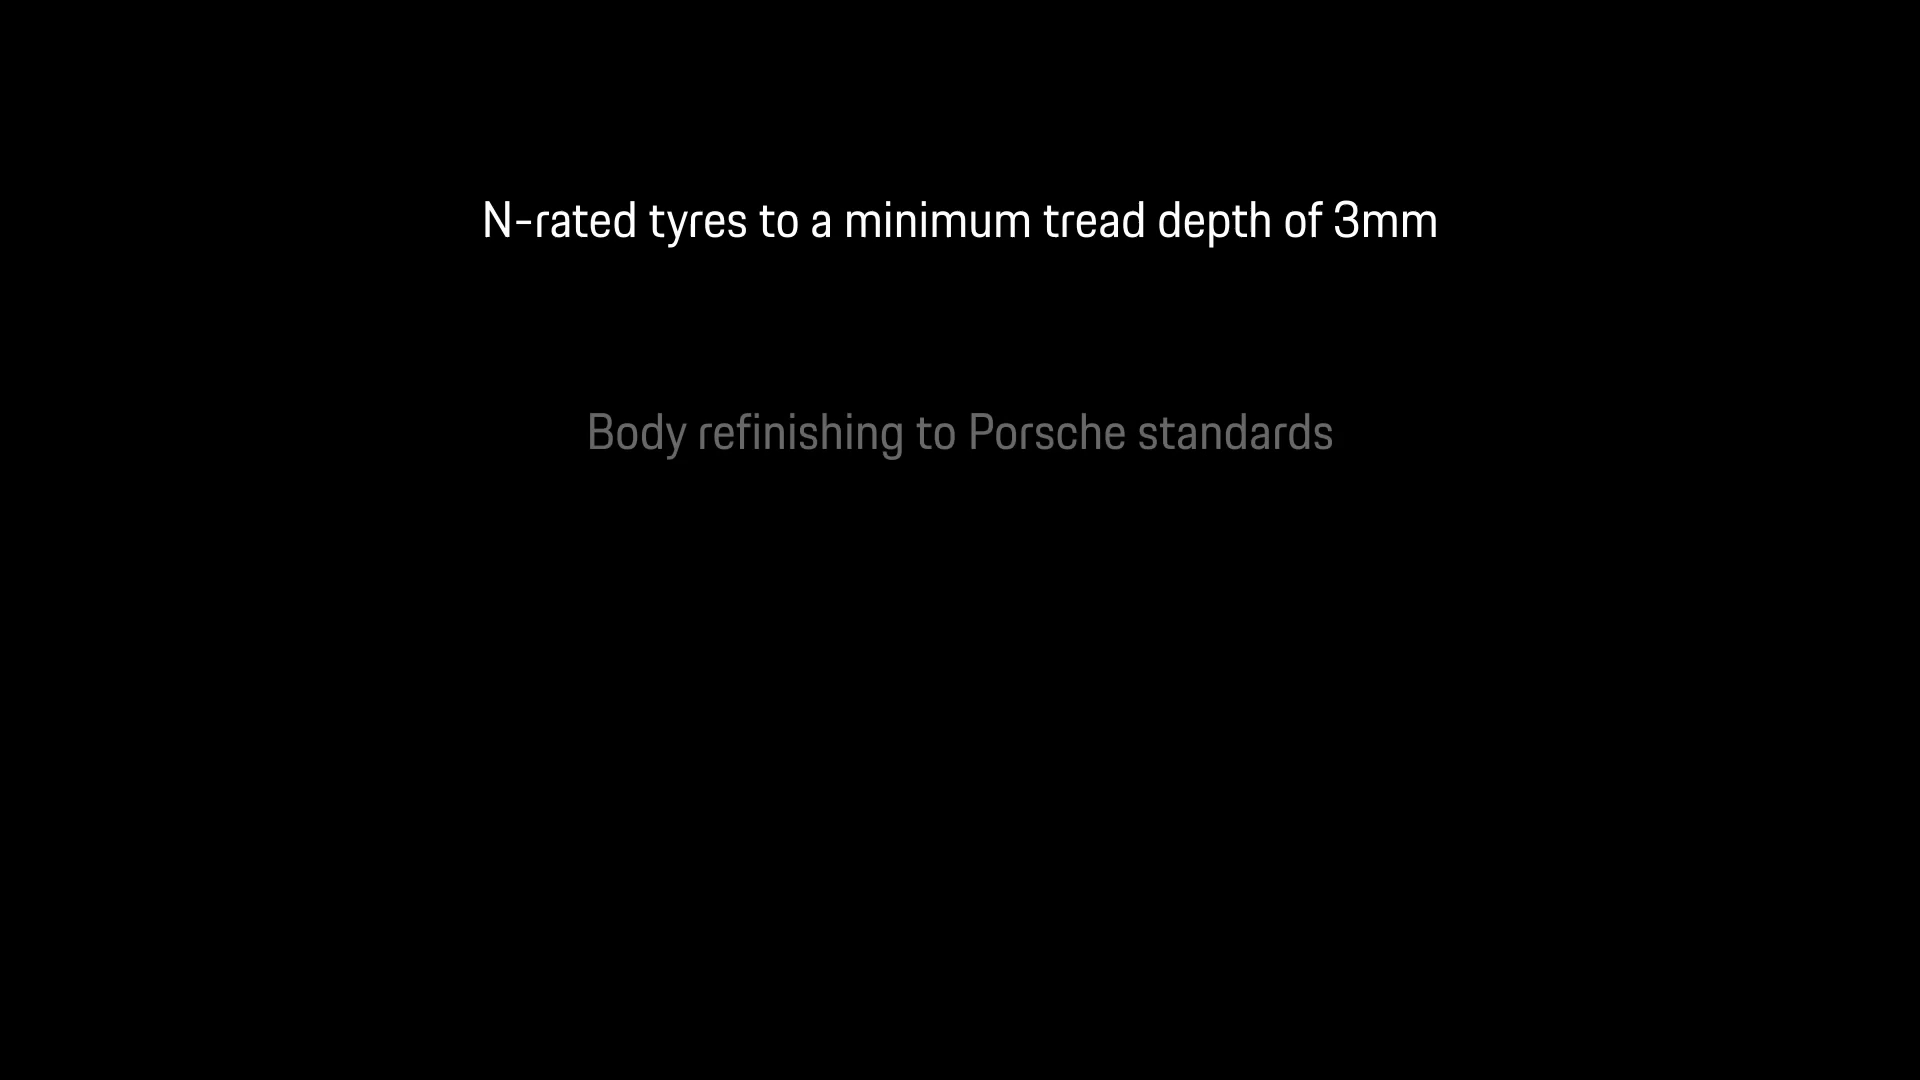 N-rated tyres to a minimum tread depth of 3mm
Body refinishing to Porsche standards